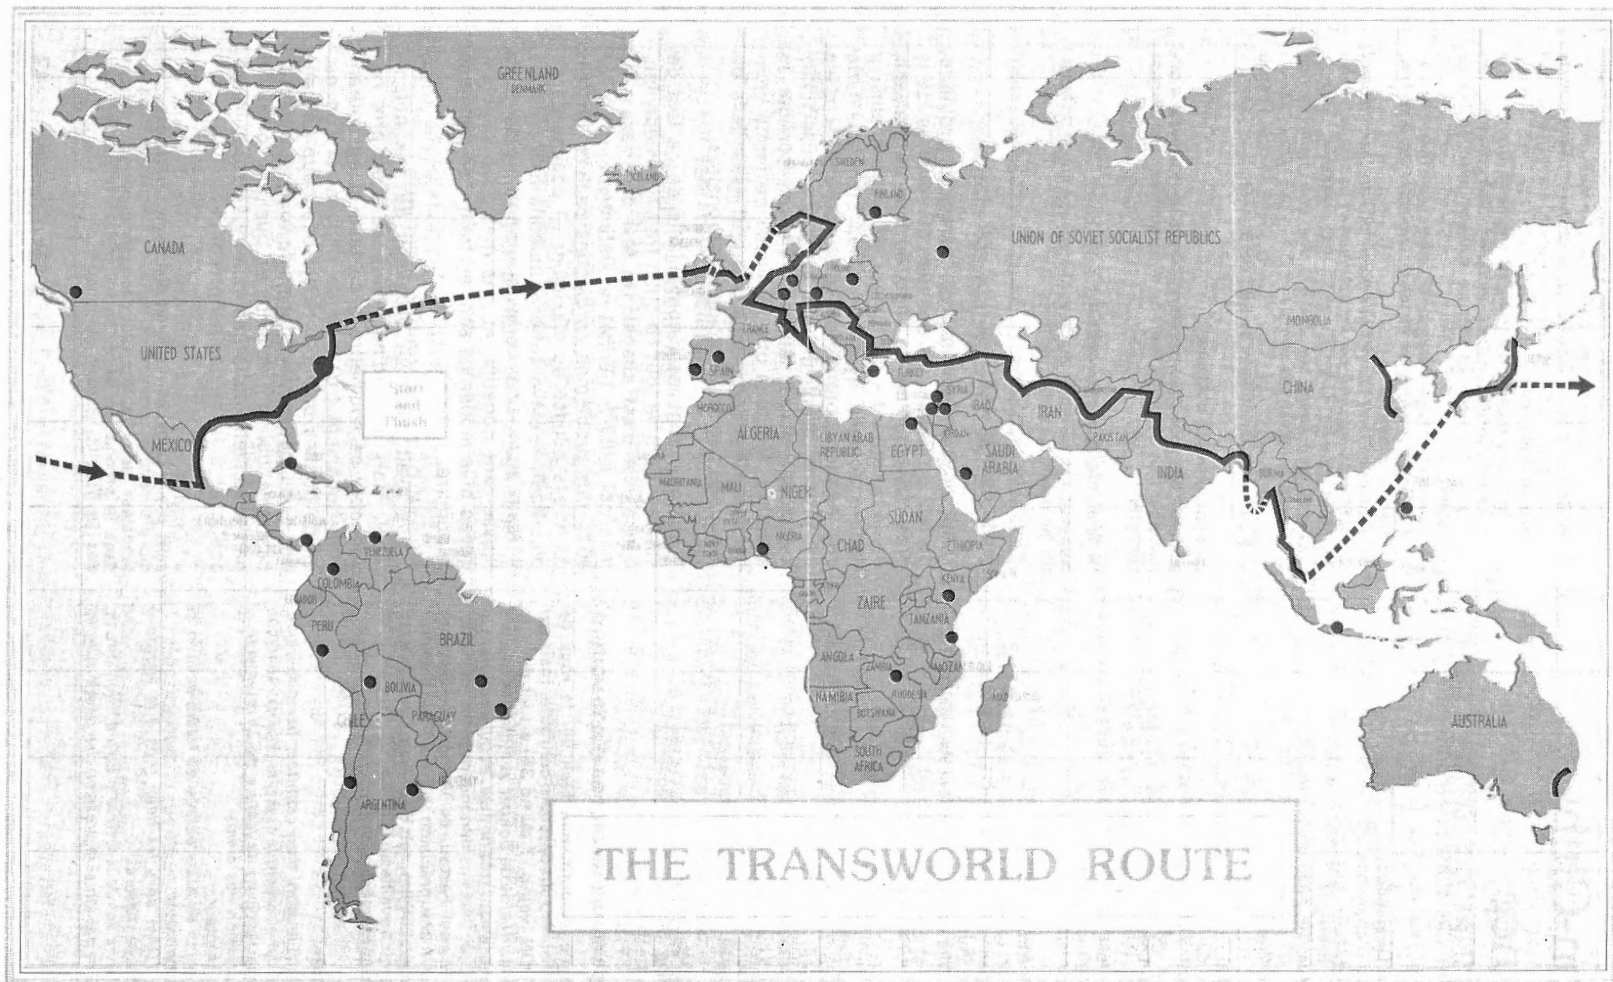 GREENLAND
DENMARK
ICELAND
SWEDEN
FINLAND
CANADA
UNION OF SOVIET SOCIALIST REPUBLICS
MONGOLIA
UNITED STATES
Start
and
Finish
FRANCE
SPAIN
TURKEY
CHINA
MEXICO
MOROCCO
ALGERIA
LIBYAN ARAB
REPUBLIC
EGYPT
SYRIA
IRAQ
IRAN
JORDAN
SAUDI
ARABIA
PAKISTAN
INDIA
BURMA
MAURITANIA
MALI
NIGER
SUDAN
CHAD
NIGERIA
ETHIOPIA
VENEZUELA
COLOMBIA
PERU
BRAZIL
KENYA
ZAIRE
TANZANIA
ANGOLA
ZAMBIA
MOZAMBIQUE
BOLIVIA
NAMIBIA
RHODESIA
BOTSWANA
PARAGUAY
SOUTH
AFRICA
AUSTRALIA
URUGUAY
ARGENTINA
THE TRANSWORLD ROUTE